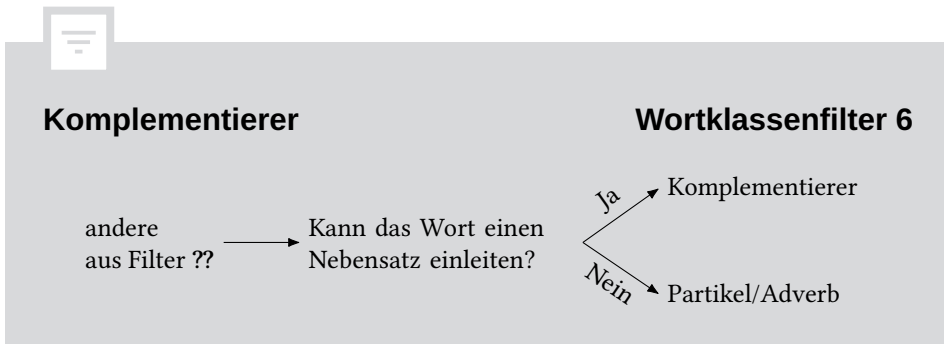 Komplementierer
Wortklassenfilter 6
andere
aus Filter ??
Kann das Wort einen
Nebensatz einleiten?
Ja
Komplementierer
Nein
Partikel/Adverb